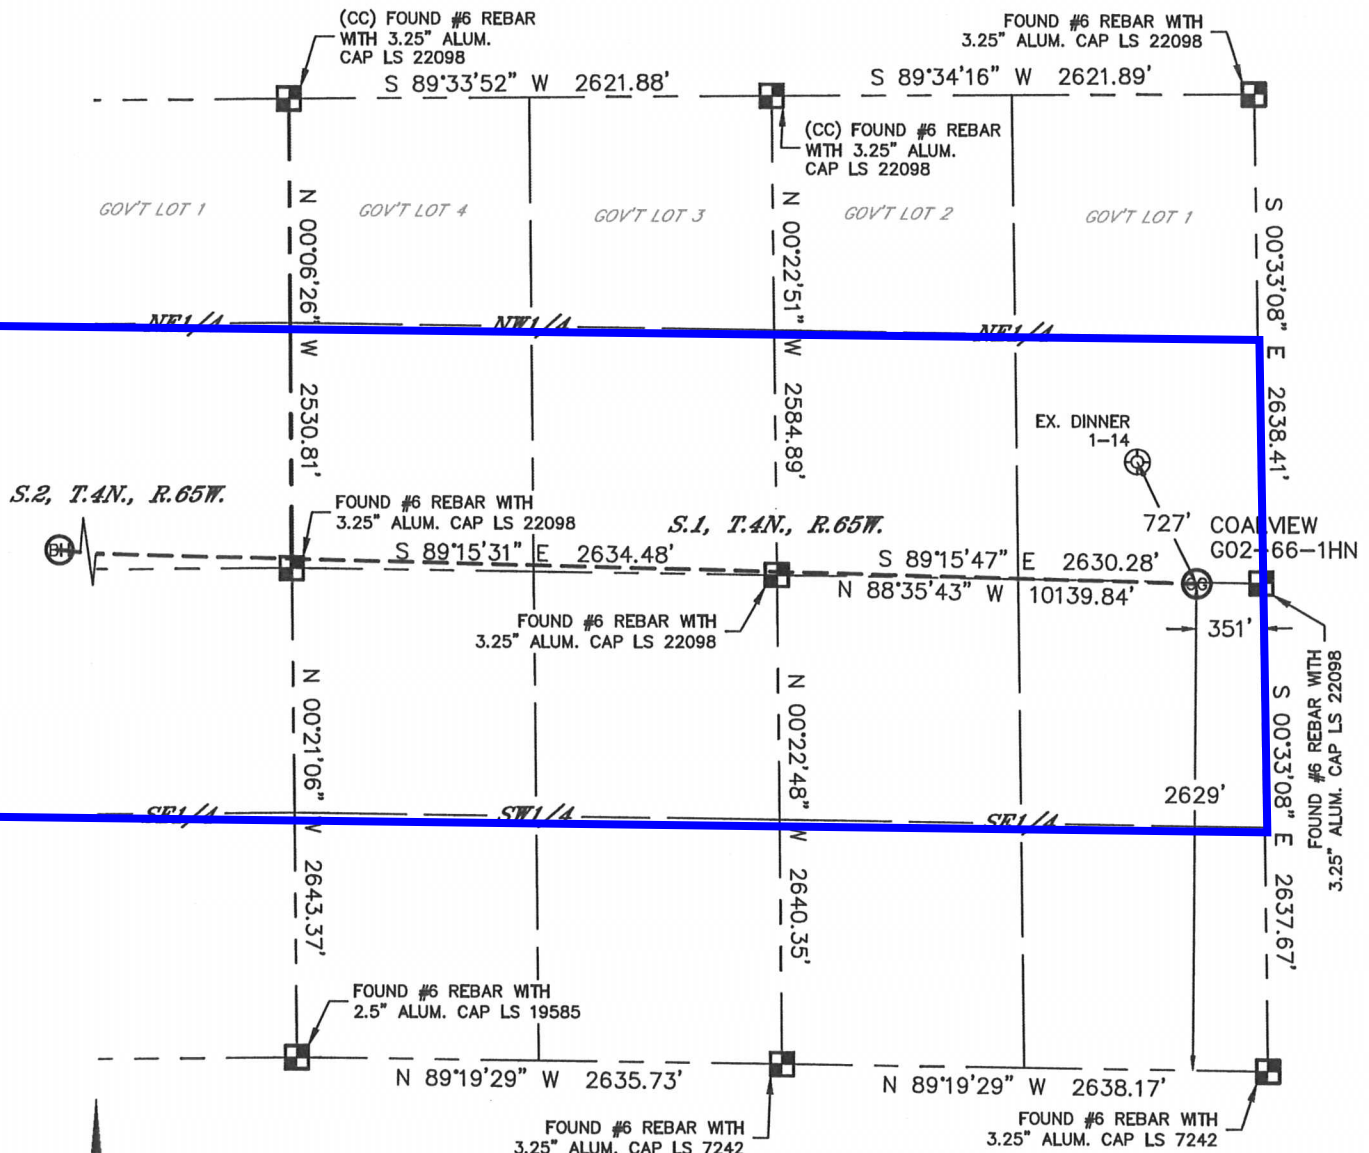 (CC) FOUND #6 REBAR
WITH 3.25" ALUM.
CAP LS 22098
FOUND #6 REBAR WITH
3.25" ALUM. CAP LS 22098
S 89°33'52" W 2621.88'
S 89°34'16" W 2621.89'
(CC) FOUND #6 REBAR
WITH 3.25" ALUM.
CAP LS 22098
GOV'T LOT 1
GOV'T LOT 4
GOV'T LOT 3
GOV'T LOT 2
GOV'T LOT 1
N 00°06'26" W 2530.81'
N 00°22'51" W 2584.89'
S 00°33'08" E 2638.41'
NE1/4
NW1/4
NE1/4
EX. DINNER
1-14
S.2, T.4N., R.65W.
FOUND #6 REBAR WITH
3.25" ALUM. CAP LS 22098
S.1, T.4N., R.65W.
727'
COALVIEW
G02-66-1HN
BH
S 89°15'31" E 2634.48'
S 89°15'47" E 2630.28'
N 88°35'43" W 10139.84'
FOUND #6 REBAR WITH
3.25" ALUM. CAP LS 22098
351'
FOUND #6 REBAR WITH
3.25" ALUM. CAP LS 22098
N 00°21'06" W 2643.37'
N 00°22'48" W 2640.35'
S 00°33'08" E 2637.67'
2629'
SE1/4
SW1/4
SE1/4
FOUND #6 REBAR WITH
2.5" ALUM. CAP LS 19585
N 89°19'29" W 2635.73'
N 89°19'29" W 2638.17'
FOUND #6 REBAR WITH
3.25" ALUM. CAP LS 7242
FOUND #6 REBAR WITH
3.25" ALUM. CAP LS 7242